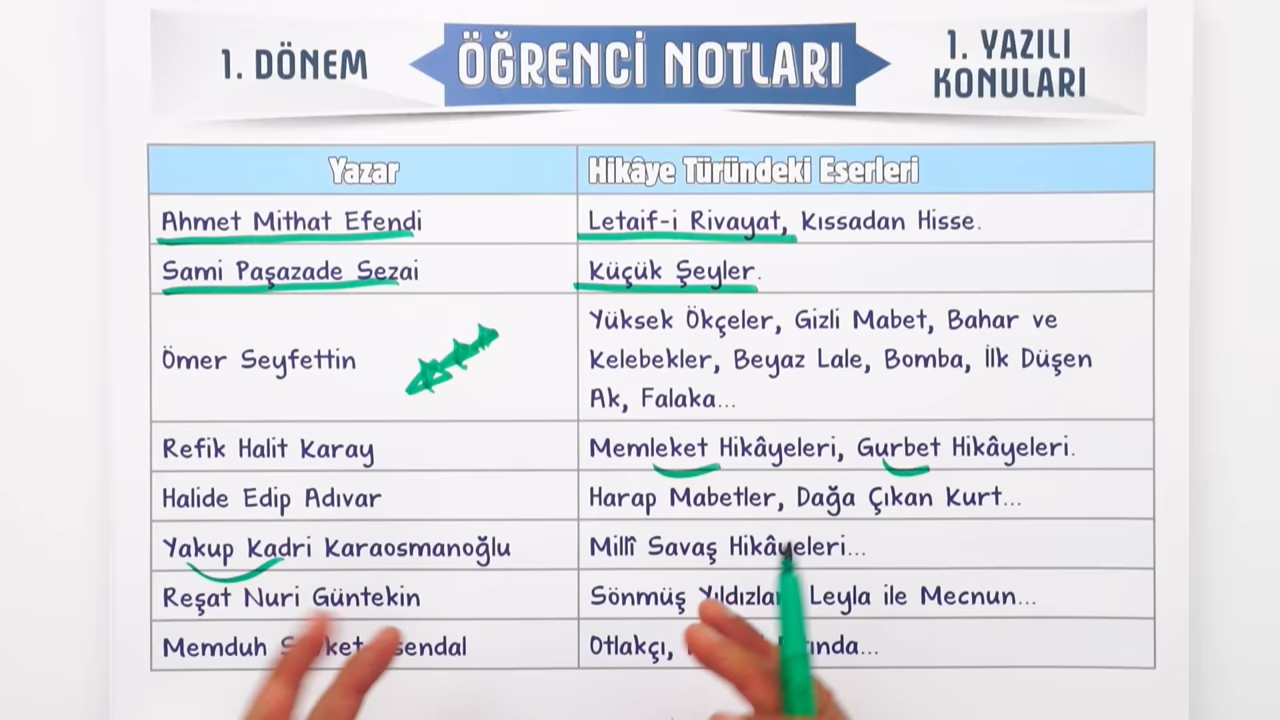 1. DÖNEM
ÖĞRENCİ NOTLARI
1. YAZILI
KONULARI
Yazar
Hikâye Türündeki Eserleri
Ahmet Mithat Efendi
Letaif-i Rivayat, Kıssadan Hisse.
Sami Paşazade Sezai
Küçük Şeyler.
Ömer Seyfettin
Yüksek Ökçeler, Gizli Mabet, Bahar ve
Kelebekler, Beyaz Lale, Bomba, İlk Düşen
Ak, Falaka...
Refik Halit Karay
Memleket Hikâyeleri, Gurbet Hikâyeleri.
Halide Edip Adıvar
Harap Mabetler, Dağa Çıkan Kurt...
Yakup Kadri Karaosmanoğlu
Millî Savaş Hikâyeleri...
Reşat Nuri Güntekin
Sönmüş Yıldızlar, Leyla ile Mecnun...
Memduh
Otlakçı,